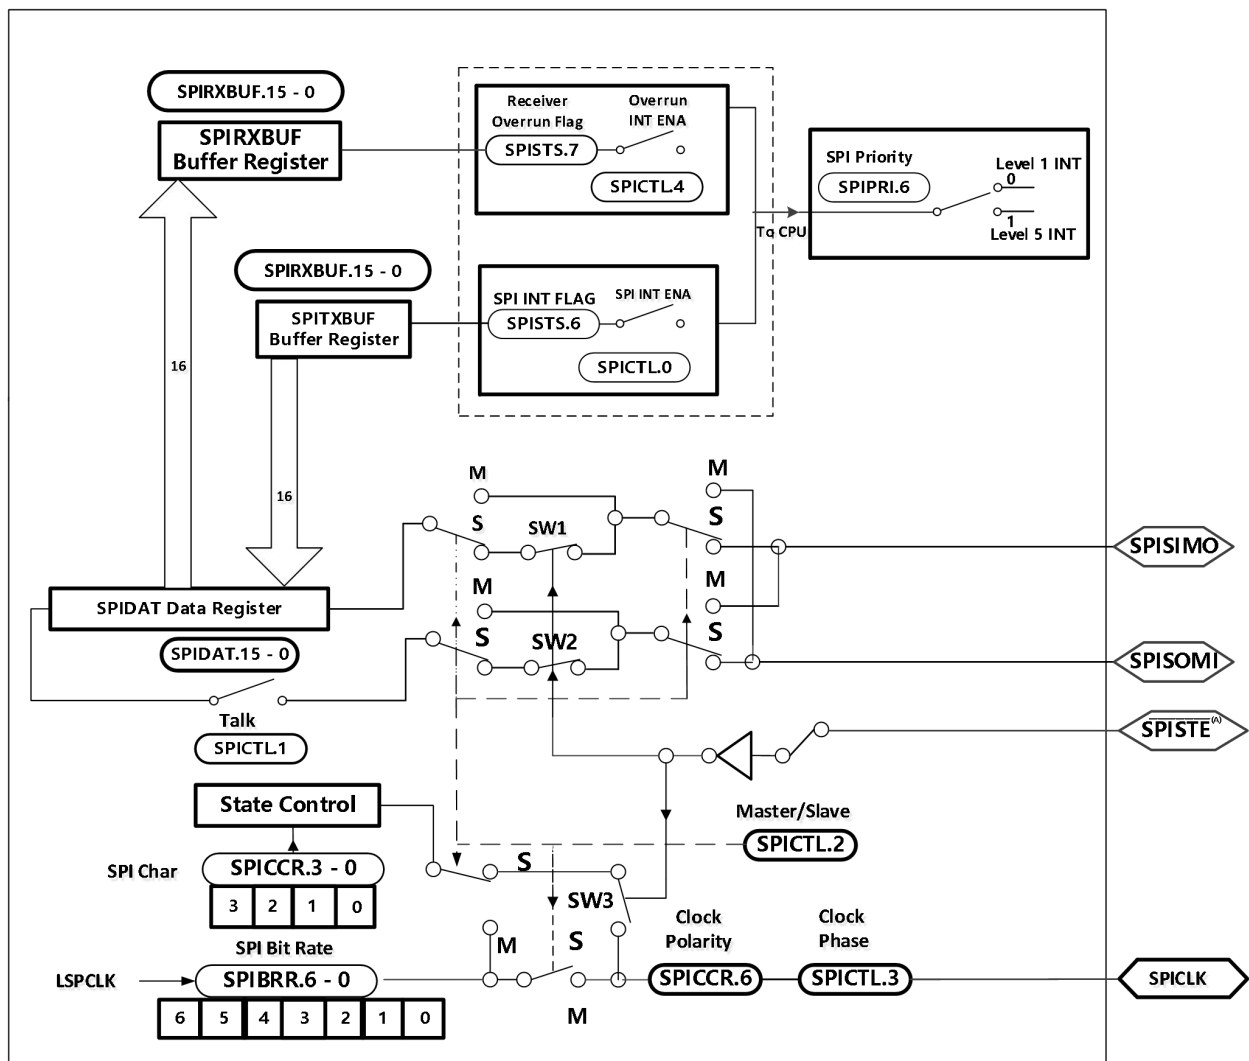 SPIRXBUF.15 - 0
SPIRXBUF
Buffer Register
Receiver
Overrun Flag
SPISTS.7
Overrun
INT ENA
SPICTL.4
SPI Priority
SPIPRI.6
Level 1 INT
0
1
Level 5 INT
To CPU
SPIRXBUF.15 - 0
SPITXBUF
Buffer Register
SPI INT FLAG
SPISTS.6
SPI INT ENA
SPICTL.0
16
16
M
S
SW1
M
S
SPISIMO
M
S
SW2
M
S
SPISOMI
SPIDAT Data Register
SPIDAT.15 - 0
Talk
SPICTL.1
SPISTE(A)
State Control
Master/Slave
SPICTL.2
SPI Char
SPICCR.3 - 0
3 2 1 0
S
SW3
M
S
M
SPI Bit Rate
LSPCLK
SPIBRR.6 - 0
6 5 4 3 2 1 0
Clock
Polarity
SPICCR.6
Clock
Phase
SPICTL.3
SPICLK